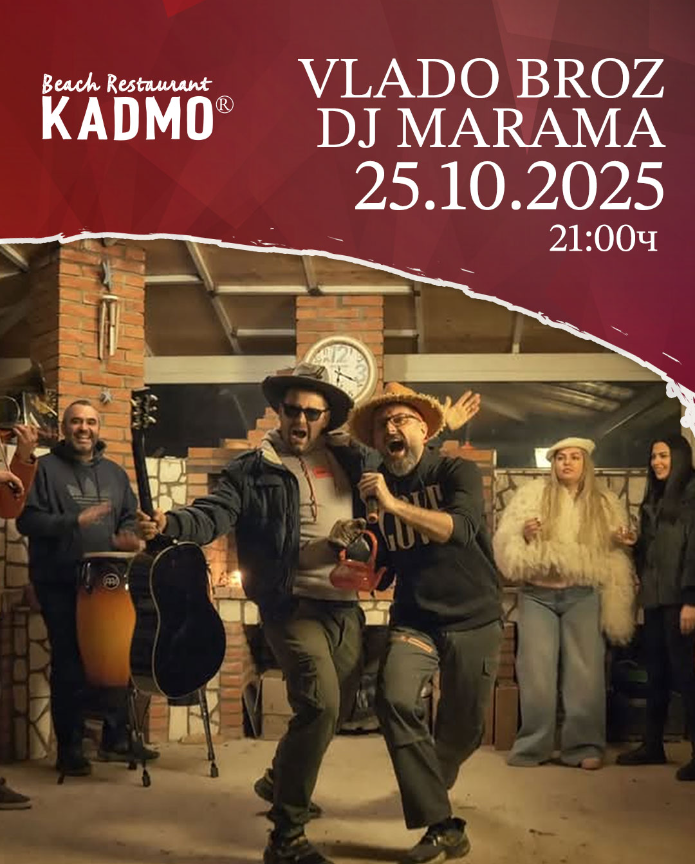 Beach Restaurant
KADMO®
VLADO BROZ
DJ MARAMA
25.10.2025
21:00ч